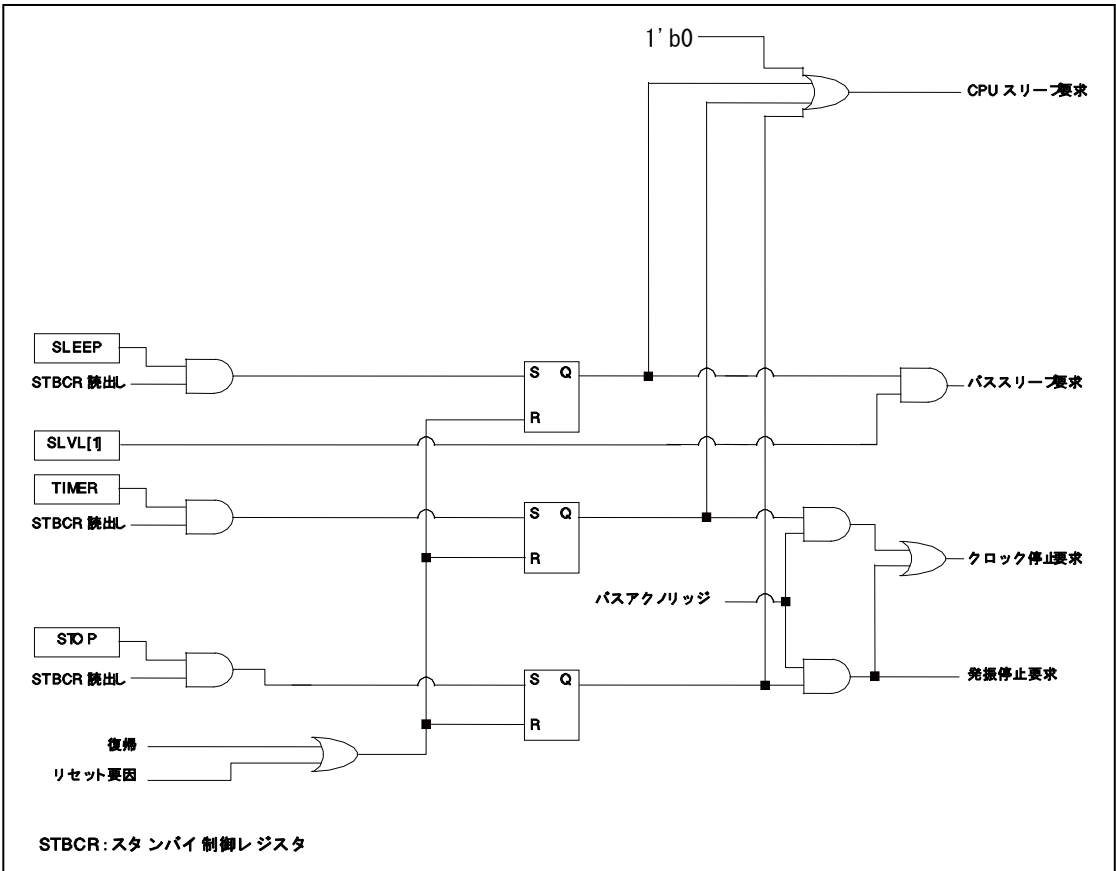 1'b0
CPU スリープ要求
SLEEP
STBCR 読出し
S Q
R
バススリープ要求
SLVL[1]
TIMER
STBCR 読出し
S Q
R
クロック停止要求
バスアクノリッジ
STOP
STBCR 読出し
S Q
R
発振停止要求
復帰
リセット要因
STBCR:スタンバイ制御レジスタ